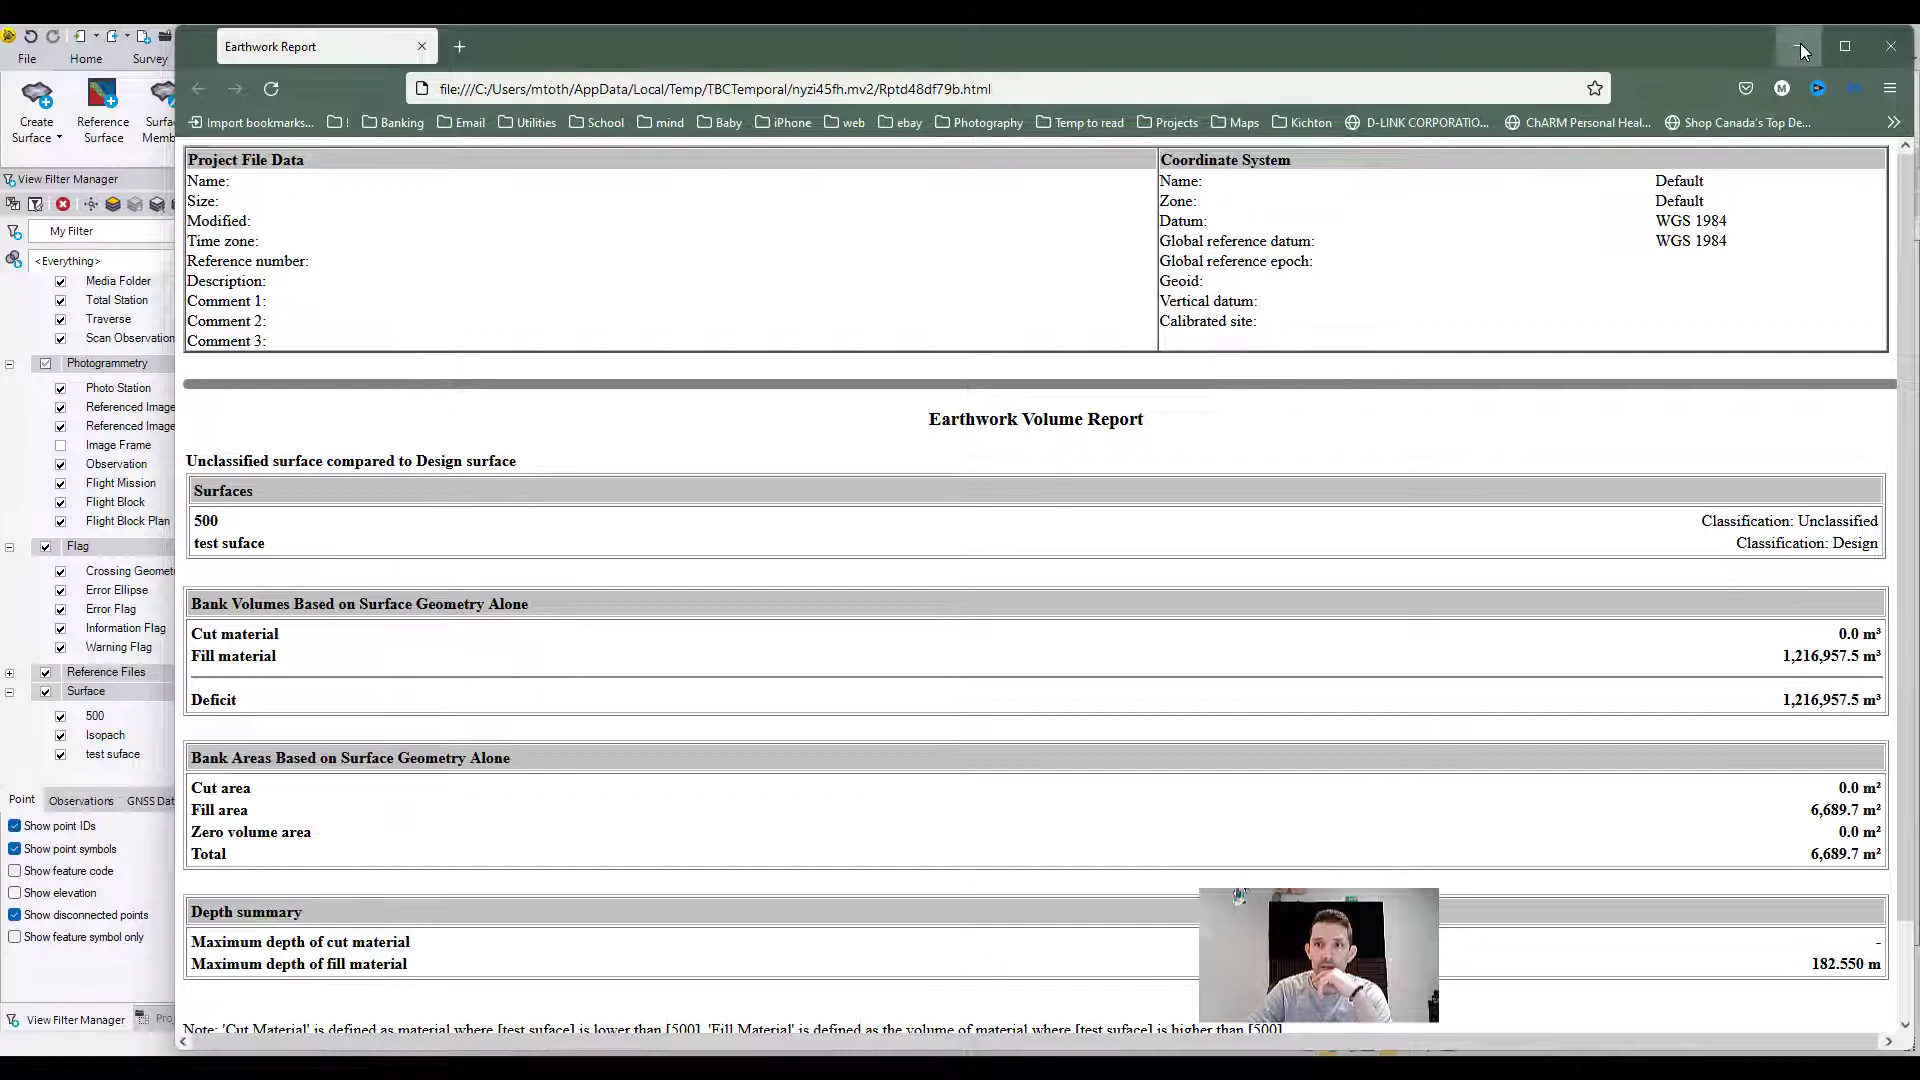 Earthwork Report
File Home Survey
file:///C:/Users/mtoth/AppData/Local/Temp/TBCTemporal/nyzi45fh.mv2/Rptd48df79b.html
Import bookmarks... ! Banking Email Utilities School mind Baby iPhone web ebay Photography Temp to read Projects Maps Kichton D-LINK CORPORATIO... ChARM Personal Heal... Shop Canada's Top De...
Create Surface
Reference Surface
View Filter Manager
My Filter
<Everything>
Media Folder
Total Station
Traverse
Scan Observation
Photogrammetry
Photo Station
Referenced Image
Referenced Image
Image Frame
Observation
Flight Mission
Flight Block
Flight Block Plan
Flag
Crossing Geomet
Error Ellipse
Error Flag
Information Flag
Warning Flag
Reference Files
Surface
500
Isopach
test suface
Point Observations GNSS Dat
Show point IDs
Show point symbols
Show feature code
Show elevation
Show disconnected points
Show feature symbol only
View Filter Manager
Project File Data
Name:
Size:
Modified:
Time zone:
Reference number:
Description:
Comment 1:
Comment 2:
Comment 3:
Coordinate System
Name: Default
Zone: Default
Datum: WGS 1984
Global reference datum: WGS 1984
Global reference epoch:
Geoid:
Vertical datum:
Calibrated site:
Earthwork Volume Report
Unclassified surface compared to Design surface
Surfaces
500 Classification: Unclassified
test suface Classification: Design
Bank Volumes Based on Surface Geometry Alone
Cut material 0.0 m³
Fill material 1,216,957.5 m³
Deficit 1,216,957.5 m³
Bank Areas Based on Surface Geometry Alone
Cut area 0.0 m²
Fill area 6,689.7 m²
Zero volume area 0.0 m²
Total 6,689.7 m²
Depth summary
Maximum depth of cut material -
Maximum depth of fill material 182.550 m
Note: 'Cut Material' is defined as material where [test suface] is lower than [500]. 'Fill Material' is defined as the volume of material where [test suface] is higher than [500].